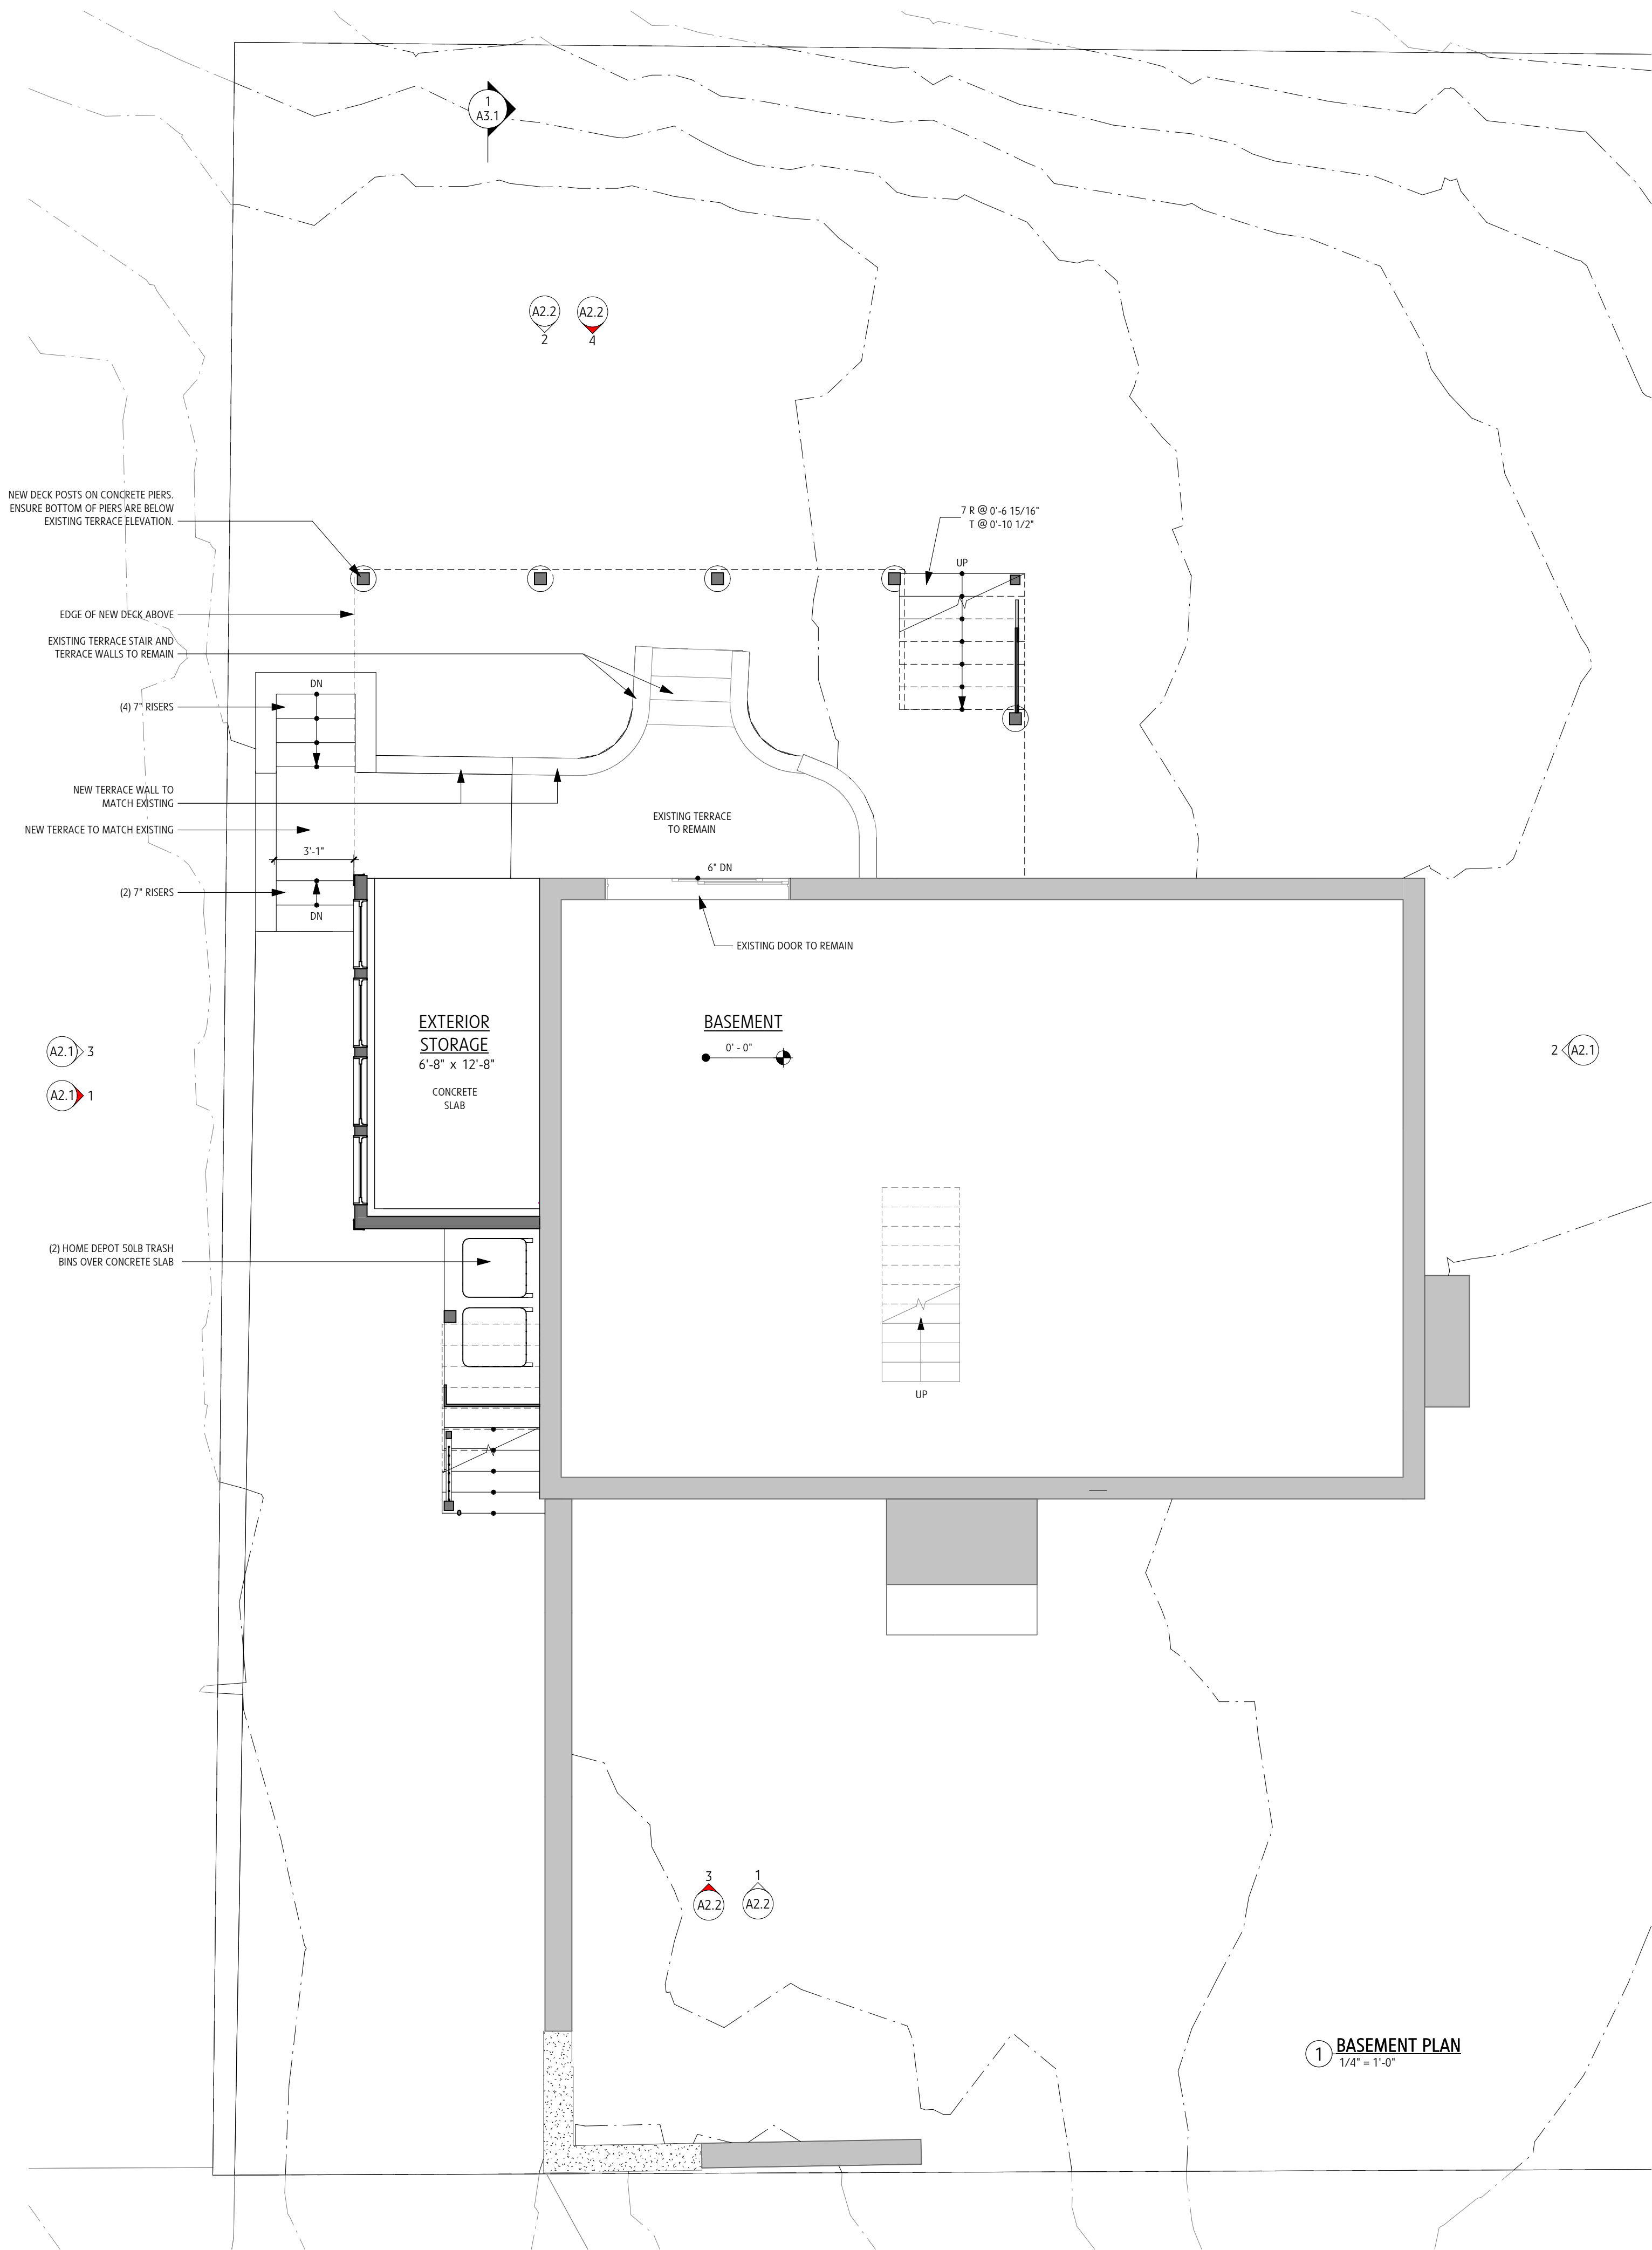 1
A3.1
A2.2
2
A2.2
4
NEW DECK POSTS ON CONCRETE PIERS.
ENSURE BOTTOM OF PIERS ARE BELOW
EXISTING TERRACE ELEVATION.
7 R @ 0'-6 15/16"
T @ 0'-10 1/2"
UP
EDGE OF NEW DECK ABOVE
EXISTING TERRACE STAIR AND
TERRACE WALLS TO REMAIN
DN
(4) 7" RISERS
NEW TERRACE WALL TO
MATCH EXISTING
EXISTING TERRACE
TO REMAIN
NEW TERRACE TO MATCH EXISTING
3'-1"
6" DN
(2) 7" RISERS
DN
EXISTING DOOR TO REMAIN
EXTERIOR
STORAGE
6'-8" x 12'-8"
CONCRETE
SLAB
BASEMENT
0' - 0"
A2.1 3
A2.1 1
2 A2.1
(2) HOME DEPOT 50LB TRASH
BINS OVER CONCRETE SLAB
UP
3
A2.2
1
A2.2
1 BASEMENT PLAN
1/4" = 1'-0"